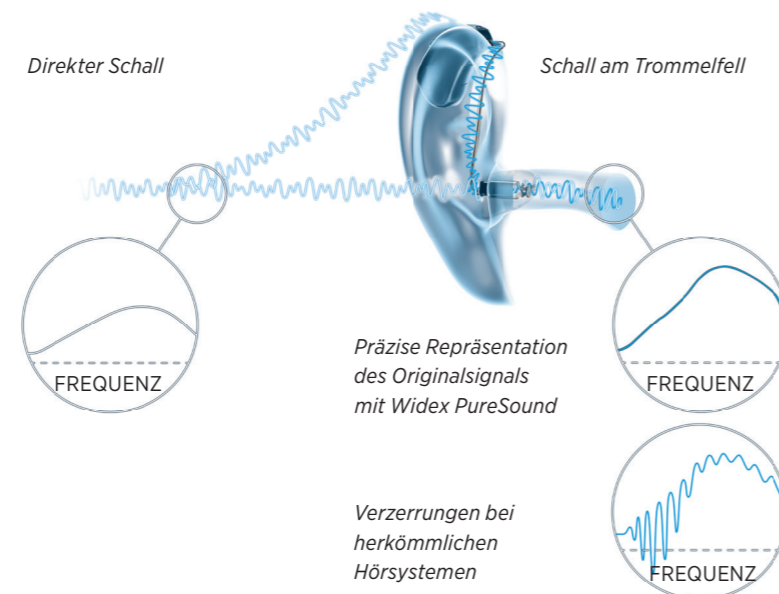 Direkter Schall
Schall am Trommelfell
FREQUENZ
Präzise Repräsentation
des Originalsignals
mit Widex PureSound
FREQUENZ
Verzerrungen bei
herkömmlichen
Hörsystemen
FREQUENZ